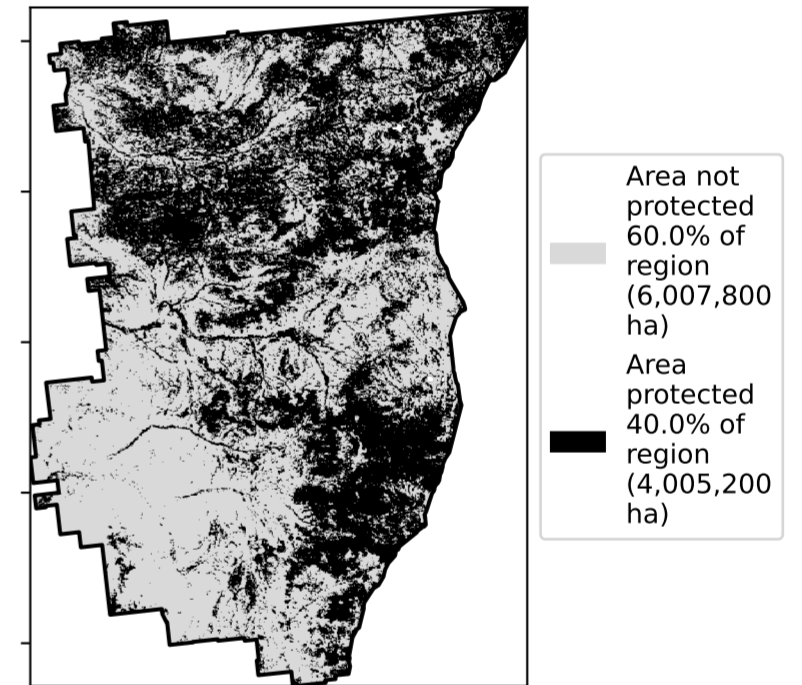 Area not
protected
60.0% of
region
(6,007,800
ha)
Area
protected
40.0% of
region
(4,005,200
ha)